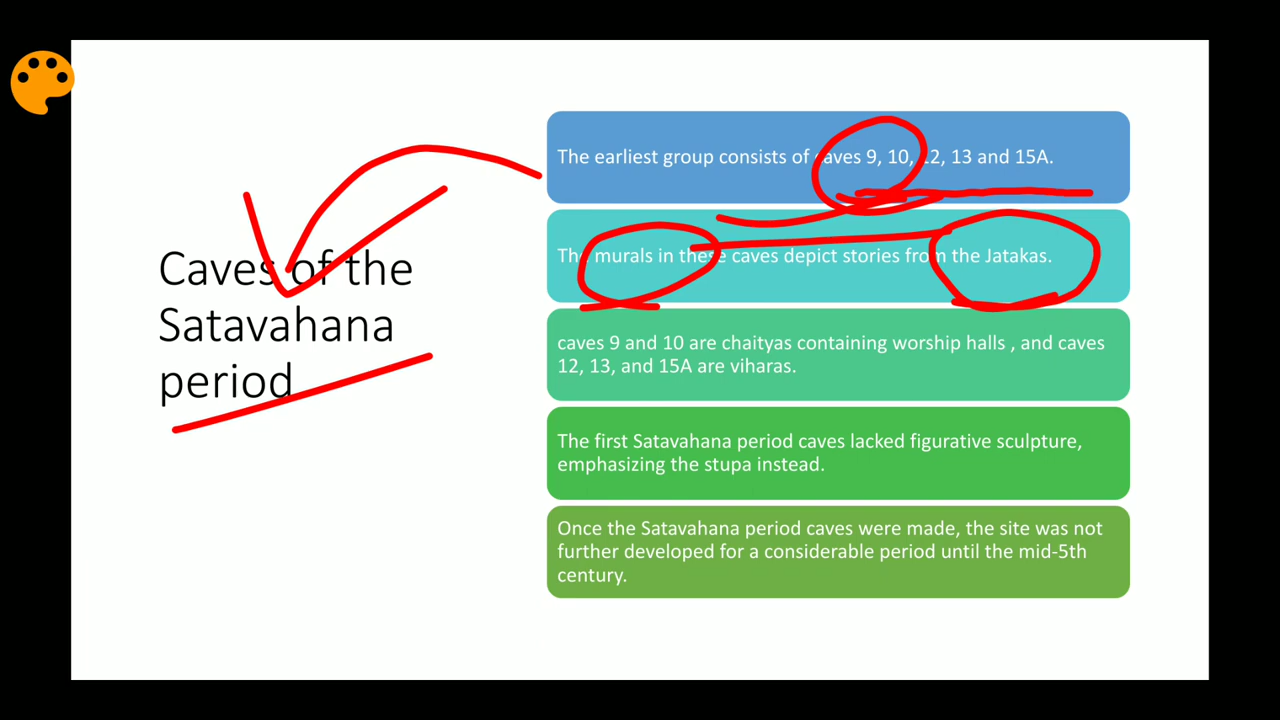 Caves of the
Satavahana
period
The earliest group consists of caves 9, 10, 12, 13 and 15A.
The murals in these caves depict stories from the Jatakas.
caves 9 and 10 are chaityas containing worship halls , and caves
12, 13, and 15A are viharas.
The first Satavahana period caves lacked figurative sculpture,
emphasizing the stupa instead.
Once the Satavahana period caves were made, the site was not
further developed for a considerable period until the mid-5th
century.